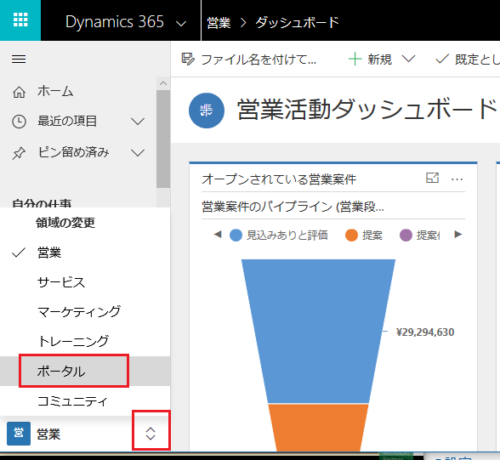 Dynamics 365 営業 > ダッシュボード
ファイル名を付けて... 新規 既定とし
ホーム
最近の項目
ピン留め済み
自分の仕事
営業活動ダッシュボード
オープンされている営業案件 ...
営業案件のパイプライン (営業段...
見込みありと評価 提案 提案
¥29,294,630
領域の変更
営業
サービス
マーケティング
トレーニング
ポータル
コミュニティ
営 営業